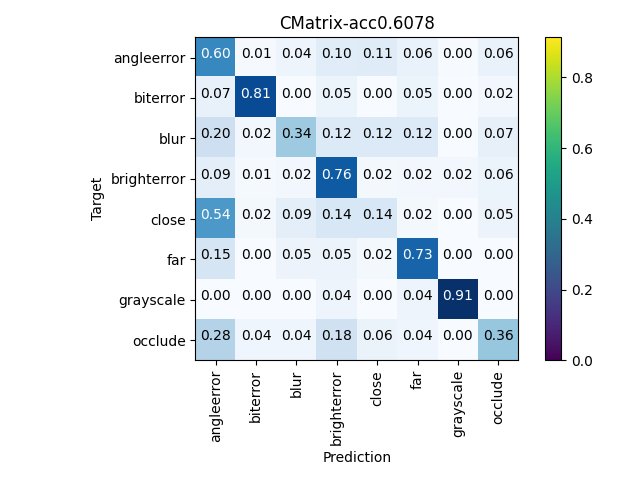 CMatrix-acc0.6078
angleerror 0.60 0.01 0.04 0.10 0.11 0.06 0.00 0.06
biterror 0.07 0.81 0.00 0.05 0.00 0.05 0.00 0.02
blur 0.20 0.02 0.34 0.12 0.12 0.12 0.00 0.07
brighterror 0.09 0.01 0.02 0.76 0.02 0.02 0.02 0.06
close 0.54 0.02 0.09 0.14 0.14 0.02 0.00 0.05
far 0.15 0.00 0.05 0.05 0.02 0.73 0.00 0.00
grayscale 0.00 0.00 0.00 0.04 0.00 0.04 0.91 0.00
occlude 0.28 0.04 0.04 0.18 0.06 0.04 0.00 0.36
Target
angleerror
biterror
blur
brighterror
close
far
grayscale
occlude
Prediction
0.8
0.6
0.4
0.2
0.0